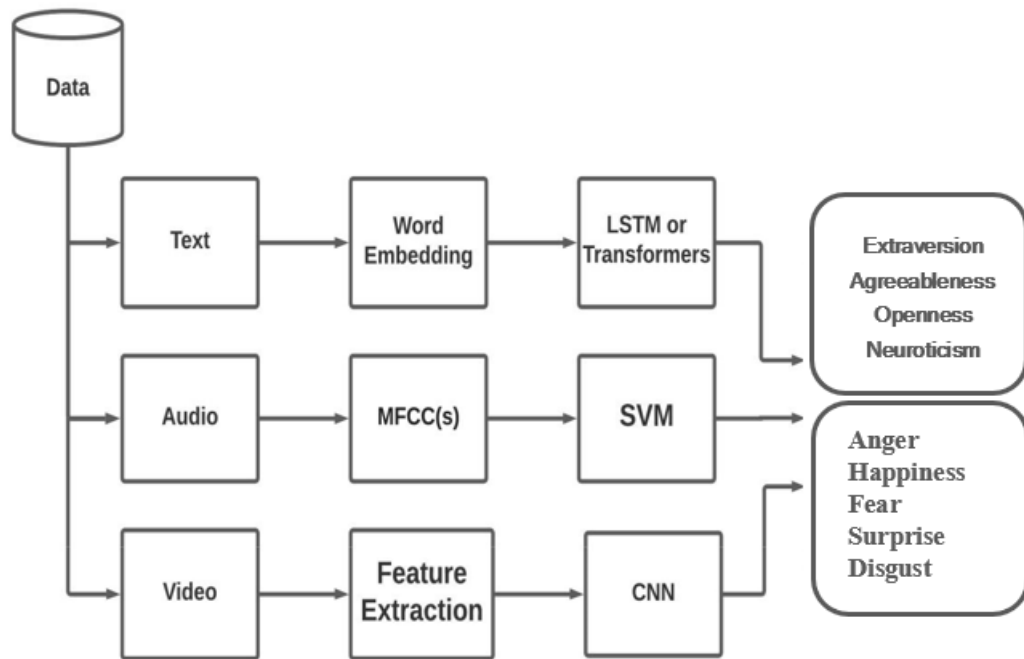 Data
Text
Word
Embedding
LSTM or
Transformers
Extraversion
Agreeableness
Openness
Neuroticism
Audio
MFCC(s)
SVM
Anger
Happiness
Fear
Surprise
Disgust
Video
Feature
Extraction
CNN